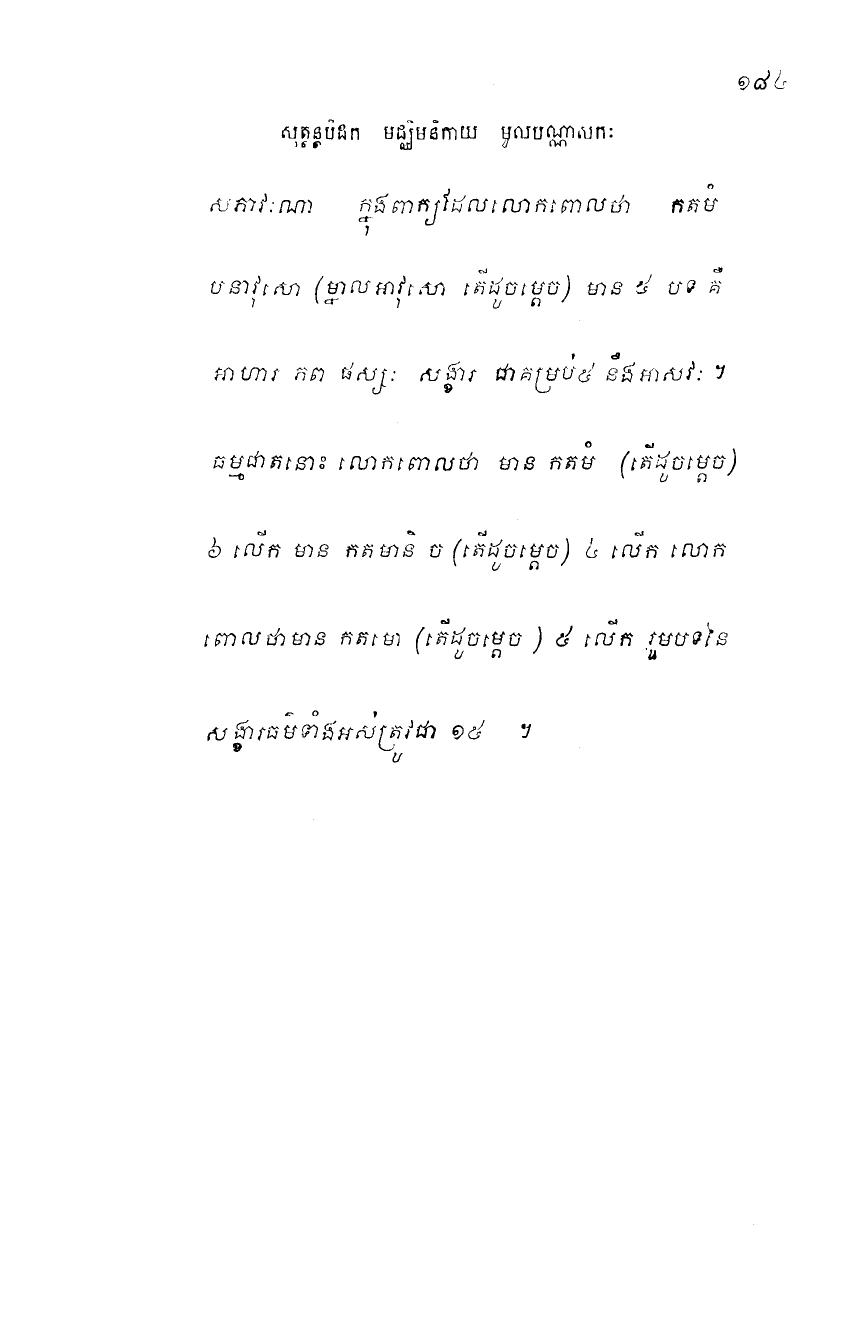 ១៨៤
សុត្តន្តបិដក មជ្ឈិមនិកាយ មូលបណ្ណាសកៈ
សភាវៈណា ក្នុងពាក្យដែលលោកពោលថា កតមំ
បនាវុសោ (ម្នាលអាវុសោ តើដូចម្តេច) មាន ៥ បទ គឺ
អាហារ ភព ផស្សៈ សង្ខារ ជាគម្រប់៥ នឹងអាសវៈ ។
ធម្មជាតនោះ លោកពោលថា មាន កតមំ (តើដូចម្តេច)
៦ លើក មាន កតមានិ ច (តើដូចម្តេច) ៤ លើក លោក
ពោលថាមាន កតមោ (តើដូចម្តេច ) ៥ លើក រួមបទនៃ
សង្ខារធម៌ទាំងអស់ត្រូវជា ១៥ ។